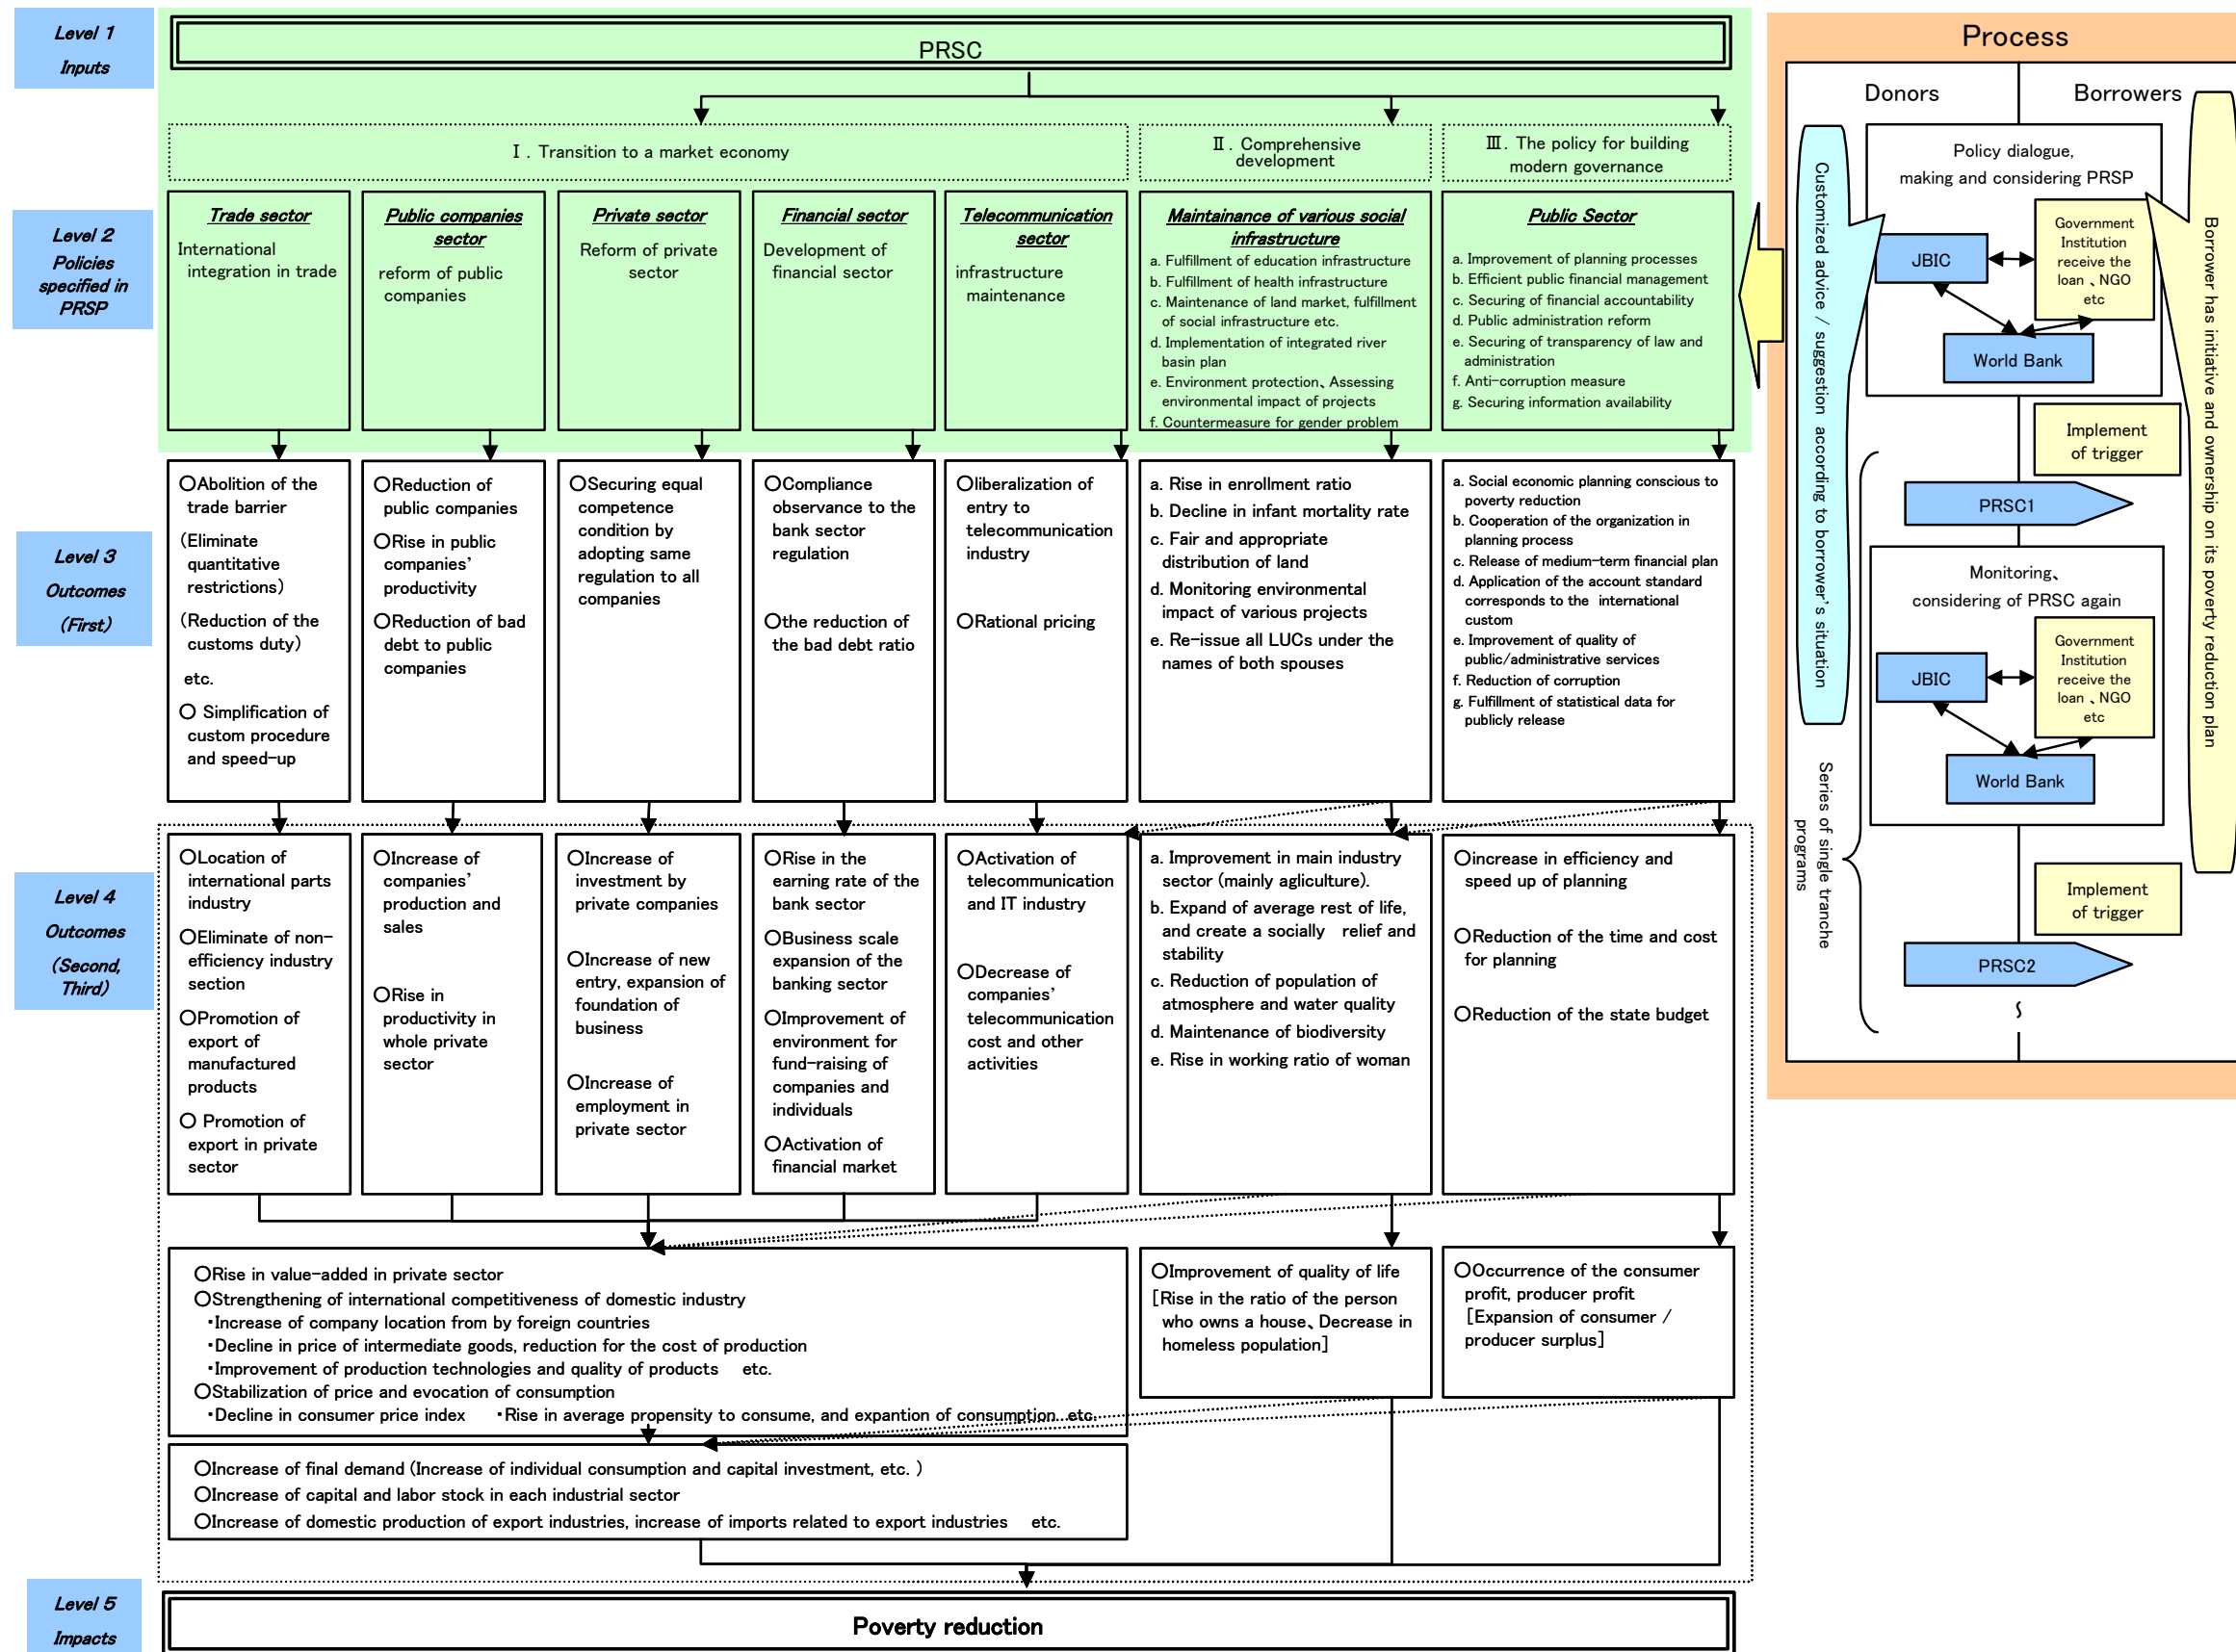 Level 1
Inputs
PRSC
Ⅰ. Transition to a market economy
Ⅱ. Comprehensive
development
Ⅲ. The policy for building
modern governance
Level 2
Policies
specified in
PRSP
Trade sector
International
integration in trade
Public companies
sector
reform of public
companies
Private sector
Reform of private
sector
Financial sector
Development of
financial sector
Telecommunication
sector
infrastructure
maintenance
Maintainance of various social
infrastructure
a. Fulfillment of education infrastructure
b. Fulfillment of health infrastructure
c. Maintenance of land market, fulfillment
of social infrastructure etc.
d. Implementation of integrated river
basin plan
e. Environment protection、Assessing
environmental impact of projects
f. Countermeasure for gender problem
Public Sector
a. Improvement of planning processes
b. Efficient public financial management
c. Securing of financial accountability
d. Public administration reform
e. Securing of transparency of law and
administration
f. Anti-corruption measure
g. Securing information availability
Level 3
Outcomes
(First)
○Abolition of the
trade barrier
(Eliminate
quantitative
restrictions)
(Reduction of the
customs duty)
etc.
○ Simplification of
custom procedure
and speed-up
○Reduction of
public companies
○Rise in public
companies'
productivity
○Reduction of bad
debt to public
companies
○Securing equal
competence
condition by
adopting same
regulation to all
companies
○Compliance
observance to the
bank sector
regulation
○the reduction of
the bad debt ratio
○liberalization of
entry to
telecommunication
industry
○Rational pricing
a. Rise in enrollment ratio
b. Decline in infant mortality rate
c. Fair and appropriate
distribution of land
d. Monitoring environmental
impact of various projects
e. Re-issue all LUCs under the
names of both spouses
a. Social economic planning conscious to
poverty reduction
b. Cooperation of the organization in
planning process
c. Release of medium-term financial plan
d. Application of the account standard
corresponds to the international
custom
e. Improvement of quality of
public/administrative services
f. Reduction of corruption
g. Fulfillment of statistical data for
publicly release
Level 4
Outcomes
(Second,
Third)
○Location of
international parts
industry
○Eliminate of non-
efficiency industry
section
○Promotion of
export of
manufactured
products
○ Promotion of
export in private
sector
○Increase of
companies'
production and
sales
○Rise in
productivity in
whole private
sector
○Increase of
investment by
private companies
○Increase of new
entry, expansion of
foundation of
business
○Increase of
employment in
private sector
○Rise in the
earning rate of the
bank sector
○Business scale
expansion of the
banking sector
○Improvement of
environment for
fund-raising of
companies and
individuals
○Activation of
financial market
○Activation of
telecommunication
and IT industry
○Decrease of
companies'
telecommunication
cost and other
activities
a. Improvement in main industry
sector (mainly agliculture).
b. Expand of average rest of life,
and create a socially relief and
stability
c. Reduction of population of
atmosphere and water quality
d. Maintenance of biodiversity
e. Rise in working ratio of woman
○increase in efficiency and
speed up of planning
○Reduction of the time and cost
for planning
○Reduction of the state budget
○Rise in value-added in private sector
○Strengthening of international competitiveness of domestic industry
・Increase of company location from by foreign countries
・Decline in price of intermediate goods, reduction for the cost of production
・Improvement of production technologies and quality of products etc.
○Stabilization of price and evocation of consumption
・Decline in consumer price index ・Rise in average propensity to consume, and expantion of consumption etc.
○Improvement of quality of life
[Rise in the ratio of the person
who owns a house、Decrease in
homeless population]
○Occurrence of the consumer
profit, producer profit
[Expansion of consumer /
producer surplus]
○Increase of final demand (Increase of individual consumption and capital investment, etc. )
○Increase of capital and labor stock in each industrial sector
○Increase of domestic production of export industries, increase of imports related to export industries etc.
Level 5
Impacts
Poverty reduction
Process
Donors
Borrowers
Customized advice / suggestion according to borrower's situation
Borrower has initiative and ownership on its poverty reduction plan
Policy dialogue,
making and considering PRSP
JBIC
Government
Institution
receive the
loan 、NGO
etc
World Bank
Implement
of trigger
PRSC1
Monitoring、
considering of PRSC again
JBIC
Government
Institution
receive the
loan 、NGO
etc
World Bank
Series of single tranche
programs
Implement
of trigger
PRSC2
~